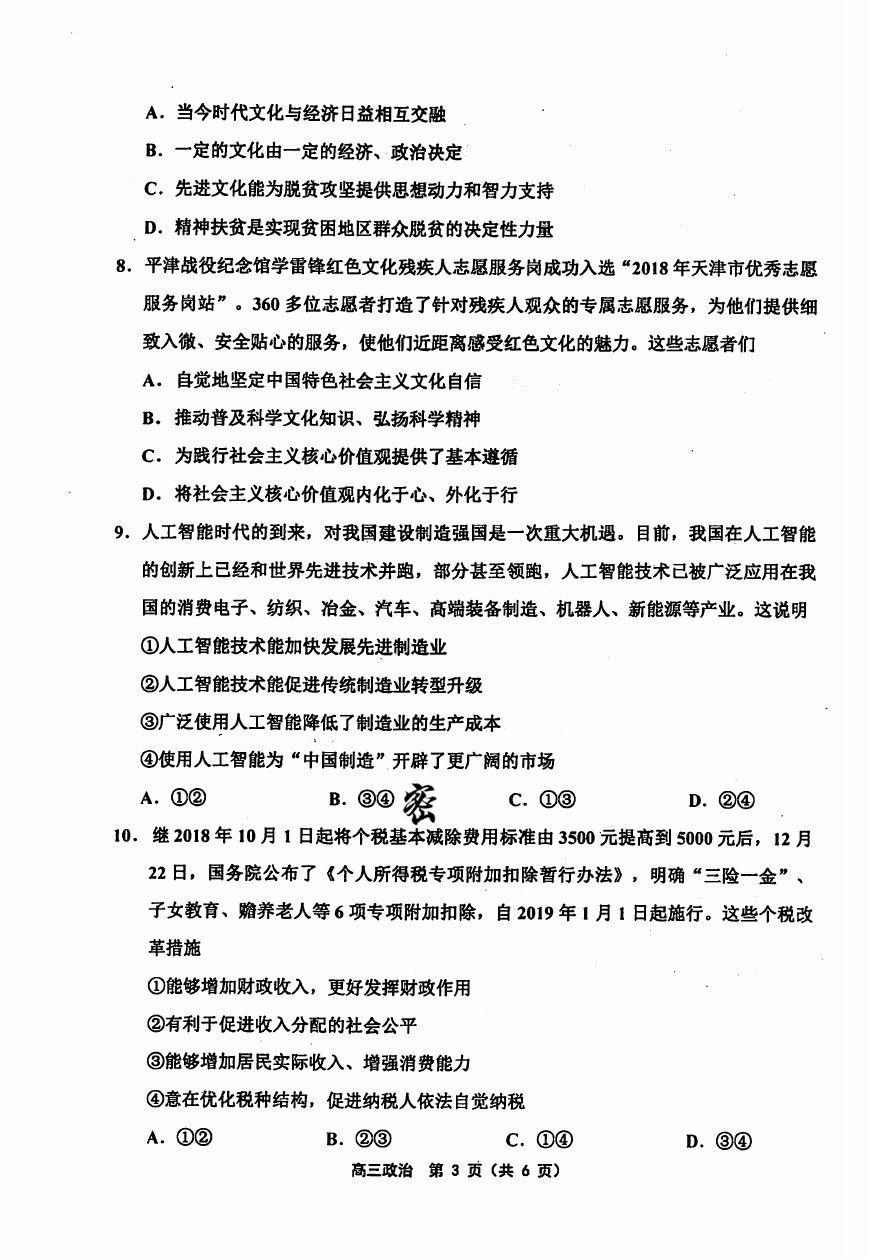 A．当今时代文化与经济日益相互交融
B．一定的文化由一定的经济、政治决定
C．先进文化能为脱贫攻坚提供思想动力和智力支持
D．精神扶贫是实现贫困地区群众脱贫的决定性力量
8．平津战役纪念馆学雷锋红色文化残疾人志愿服务岗成功入选“2018 年天津市优秀志愿
服务岗站”。360 多位志愿者打造了针对残疾人观众的专属志愿服务，为他们提供细
致入微、安全贴心的服务，使他们近距离感受红色文化的魅力。这些志愿者们
A．自觉地坚定中国特色社会主义文化自信
B．推动普及科学文化知识、弘扬科学精神
C．为践行社会主义核心价值观提供了基本遵循
D．将社会主义核心价值观内化于心、外化于行
9．人工智能时代的到来，对我国建设制造强国是一次重大机遇。目前，我国在人工智能
的创新上已经和世界先进技术并跑，部分甚至领跑，人工智能技术已被广泛应用在我
国的消费电子、纺织、冶金、汽车、高端装备制造、机器人、新能源等产业。这说明
①人工智能技术能加快发展先进制造业
②人工智能技术能促进传统制造业转型升级
③广泛使用人工智能降低了制造业的生产成本
④使用人工智能为“中国制造”开辟了更广阔的市场
A．①② B．③④ 密 C．①③ D．②④
10．继 2018 年 10 月 1 日起将个税基本减除费用标准由 3500 元提高到 5000 元后，12 月
22 日，国务院公布了《个人所得税专项附加扣除暂行办法》，明确“三险一金”、
子女教育、赡养老人等 6 项专项附加扣除，自 2019 年 1 月 1 日起施行。这些个税改
革措施
①能够增加财政收入，更好发挥财政作用
②有利于促进收入分配的社会公平
③能够增加居民实际收入、增强消费能力
④意在优化税种结构，促进纳税人依法自觉纳税
A．①② B．②③ C．①④ D．③④
高三政治 第 3 页（共 6 页）